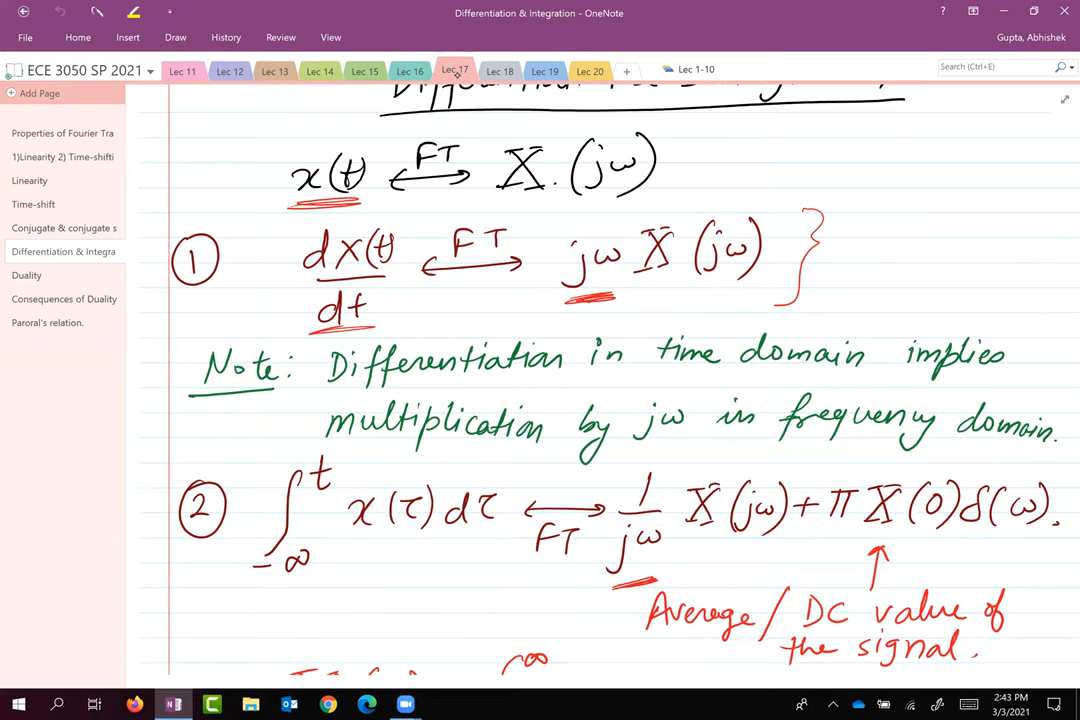 Differentiation & Integration - OneNote
Gupta, Abhishek
File Home Insert Draw History Review View
ECE 3050 SP 2021
Lec 11 Lec 12 Lec 13 Lec 14 Lec 15 Lec 16 Lec 17 Lec 18 Lec 19 Lec 20 + Lec 1-10
Search (Ctrl+E)
Add Page
Properties of Fourier Tra
1)Linearity 2) Time-shifti
Linearity
Time-shift
Conjugate & conjugate s
Differentiation & Integra
Duality
Consequences of Duality
Paroral's relation.
x(t) ⟷ FT X(jω)
① dx(t)/dt ⟷ FT jω X(jω)
Note: Differentiation in time domain implies
multiplication by jω in frequency domain.
② ∫_{-∞}^{t} x(τ)dτ ⟷ FT 1/jω X(jω) + π X(0)δ(ω).
Average / DC value of
the signal.
2:43 PM
3/3/2021